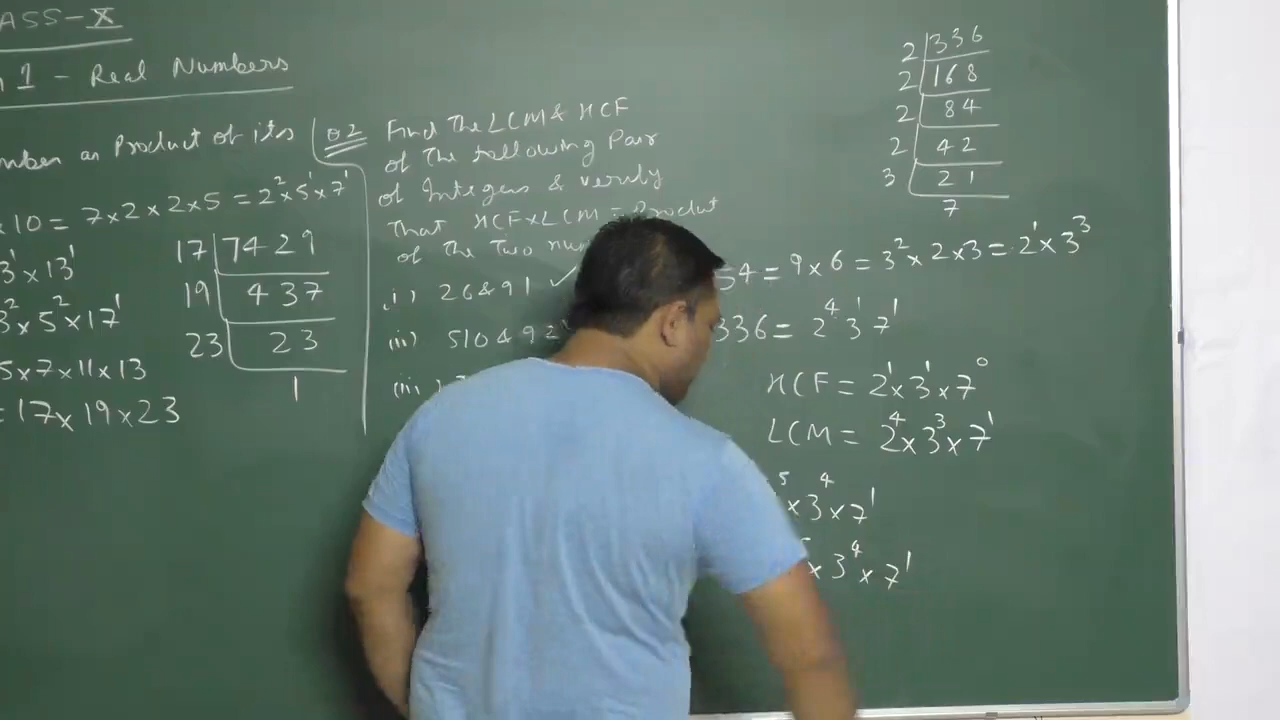 ASS-X
1 - Real Numbers
mber as Product of its
×10 = 7×2×2×5 = 2²×5¹×7¹
3¹×13¹
3²×5²×17¹
5×7×11×13
= 17×19×23
17 7429
19 437
23 23
1
Q2 Find The LCM & HCF
of The following Pair
of Integers & verify
That HCF×LCM = Product
of the Two num
(i) 26&91 ✓
(ii) 510&92
(iii)
2 336
2 168
2 84
2 42
3 21
7
54 = 9×6 = 3²×2×3 = 2¹×3³
336 = 2⁴ 3¹ 7¹
HCF = 2¹×3¹×7⁰
LCM = 2⁴×3³×7¹
⁵×3⁴×7¹
×3⁴×7¹